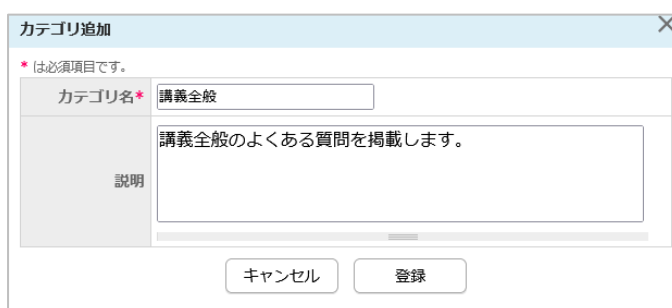 カテゴリ追加
* は必須項目です。
カテゴリ名* 講義全般
説明 講義全般のよくある質問を掲載します。
キャンセル 登録